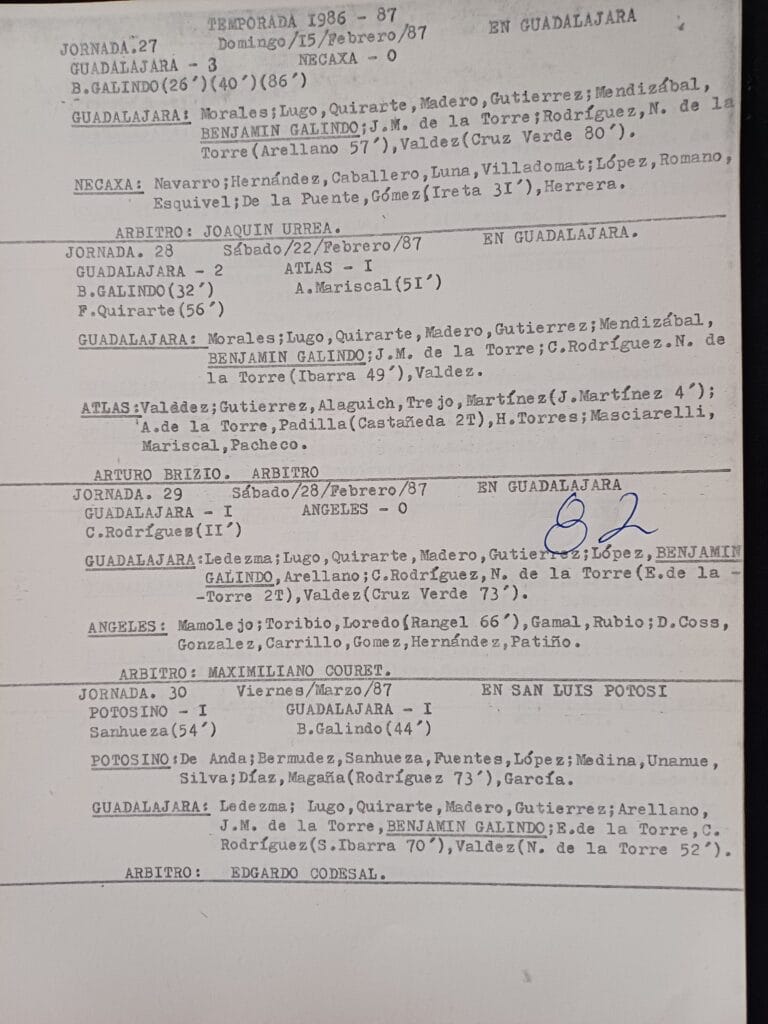 TEMPORADA I986 - 87
JORNADA.27 Domingo/I5/Febrero/87 EN GUADALAJARA
GUADALAJARA - 3 NECAXA - 0
B.GALINDO(26´)(40´)(86´)
GUADALAJARA: Morales;Lugo,Quirarte,Madero,Gutierrez;Mendizábal,
BENJAMIN GALINDO;J.M. de la Torre;Rodríguez,N. de la
Torre(Arellano 57´),Valdez(Cruz Verde 80´).
NECAXA: Navarro;Hernández,Caballero,Luna,Villadomat;López,Romano,
Esquivel;De la Puente,Gómez(Ireta 3I´),Herrera.
ARBITRO: JOAQUIN URREA.
JORNADA. 28 Sábado/22/Febrero/87 EN GUADALAJARA.
GUADALAJARA - 2 ATLAS - I
B.GALINDO(32´) A.Mariscal(5I´)
F.Quirarte(56´)
GUADALAJARA: Morales;Lugo,Quirarte,Madero,Gutierrez;Mendizábal,
BENJAMIN GALINDO;J.M. de la Torre;C.Rodríguez.N. de
la Torre(Ibarra 49´),Valdez.
ATLAS:Valádez;Gutierrez,Alaguich,Trejo,Martínez(J.Martínez 4´);
A.de la Torre,Padilla(Castañeda 2T),H.Torres;Masciarelli,
Mariscal,Pacheco.
ARTURO BRIZIO. ARBITRO
JORNADA. 29 Sábado/28/Febrero/87 EN GUADALAJARA
GUADALAJARA - I ANGELES - 0
C.Rodríguez(II´)
82
GUADALAJARA:Ledezma;Lugo,Quirarte,Madero,Gutierrez;López,BENJAMIN
GALINDO,Arellano;C.Rodríguez,N. de la Torre(E.de la -
-Torre 2T),Valdez(Cruz Verde 73´).
ANGELES: Mamolejo;Toribio,Loredo(Rangel 66´),Gamal,Rubio;D.Coss,
Gonzalez,Carrillo,Gomez,Hernández,Patiño.
ARBITRO: MAXIMILIANO COURET.
JORNADA. 30 Viernes/Marzo/87 EN SAN LUIS POTOSI
POTOSINO - I GUADALAJARA - I
Sanhueza(54´) B.Galindo(44´)
POTOSINO:De Anda;Bermudez,Sanhueza,Fuentes,López;Medina,Unanue,
Silva;Díaz,Magaña(Rodríguez 73´),García.
GUADALAJARA: Ledezma; Lugo,Quirarte,Madero,Gutierrez;Arellano,
J.M. de la Torre,BENJAMIN GALINDO;E.de la Torre,C.
Rodríguez(S.Ibarra 70´),Valdez(N. de la Torre 52´).
ARBITRO: EDGARDO CODESAL.